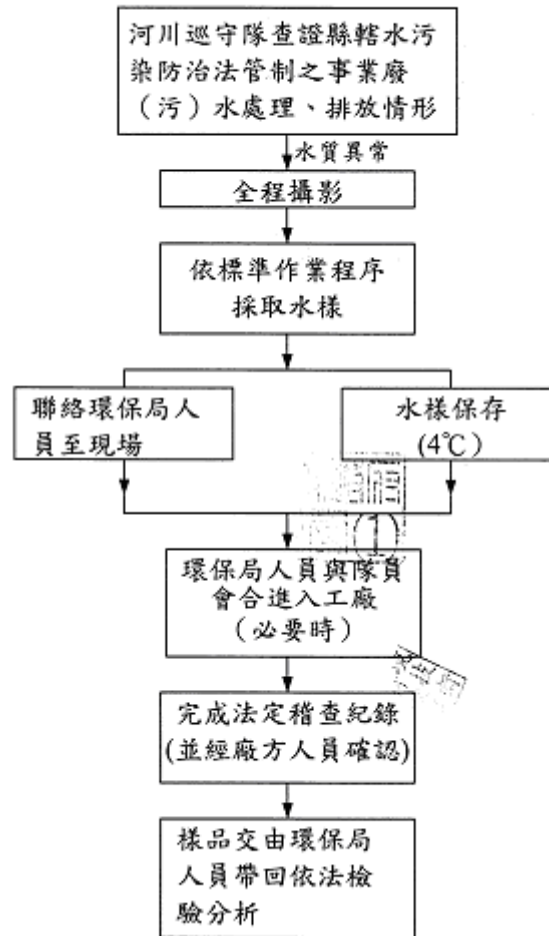 河川巡守隊查證縣轄水污
染防治法管制之事業廢
（污）水處理、排放情形
水質異常
全程攝影
依標準作業程序
採取水樣
聯絡環保局人
員至現場
水樣保存
(4℃)
①
環保局人員與隊員
會合進入工廠
（必要時）
完成法定稽查紀錄
(並經廠方人員確認)
樣品交由環保局
人員帶回依法檢
驗分析